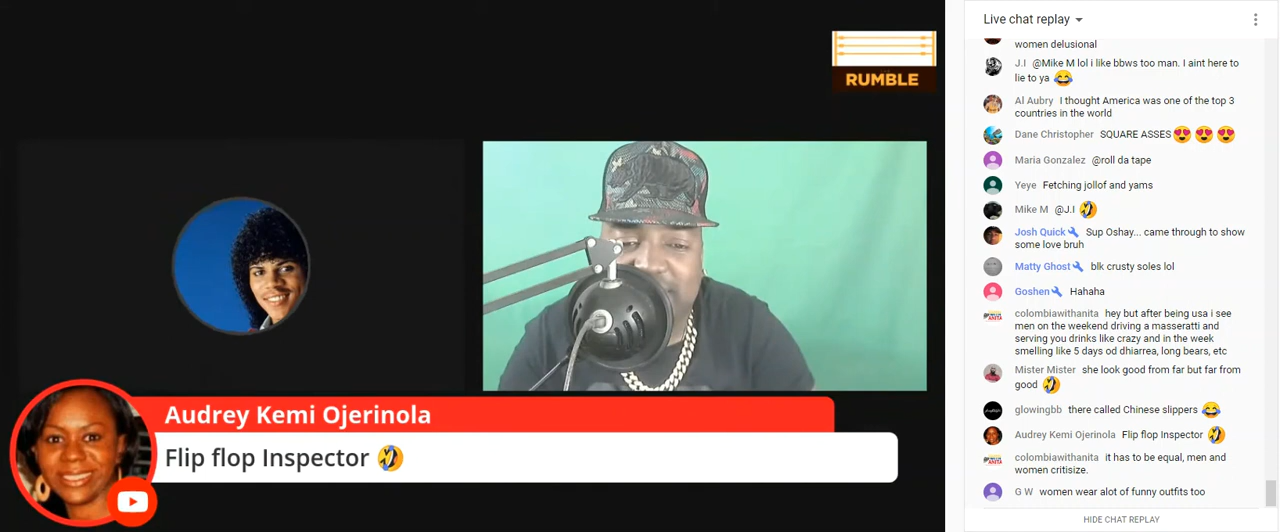 RUMBLE
Audrey Kemi Ojerinola
Flip flop Inspector 🤣
Live chat replay
women delusional
J.I @Mike M lol i like bbws too man. I aint here to
lie to ya 😂
Al Aubry I thought America was one of the top 3
countries in the world
Dane Christopher SQUARE ASSES 😍 😍 😍
Maria Gonzalez @roll da tape
Yeye Fetching jollof and yams
Mike M @J.I 🤣
Josh Quick Sup Oshay... came through to show
some love bruh
Matty Ghost blk crusty soles lol
Goshen Hahaha
colombiawithanita hey but after being usa i see
men on the weekend driving a masseratti and
serving you drinks like crazy and in the week
smelling like 5 days od dhiarrea, long bears, etc
Mister Mister she look good from far but far from
good 🤣
glowingbb there called Chinese slippers 😂
Audrey Kemi Ojerinola Flip flop Inspector 🤣
colombiawithanita it has to be equal, men and
women critisize.
G W women wear alot of funny outfits too
HIDE CHAT REPLAY